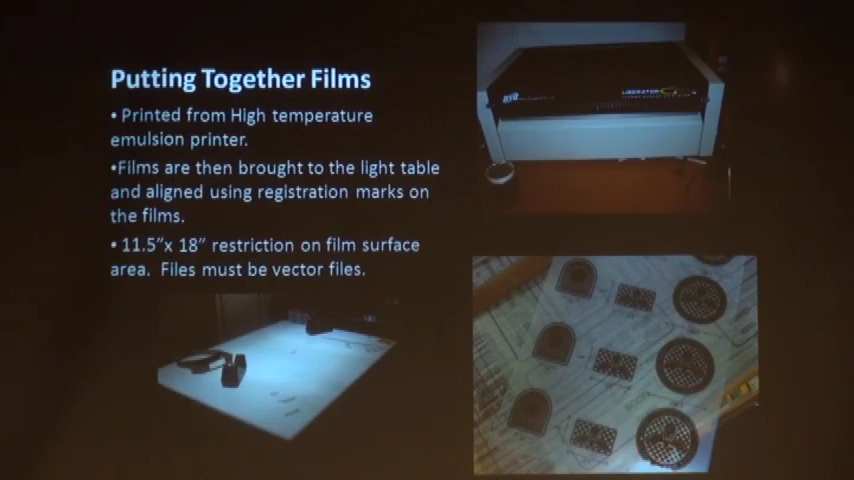 Putting Together Films
• Printed from High temperature
emulsion printer.
•Films are then brought to the light table
and aligned using registration marks on
the films.
• 11.5”x 18” restriction on film surface
area. Files must be vector files.
LIBERATOR